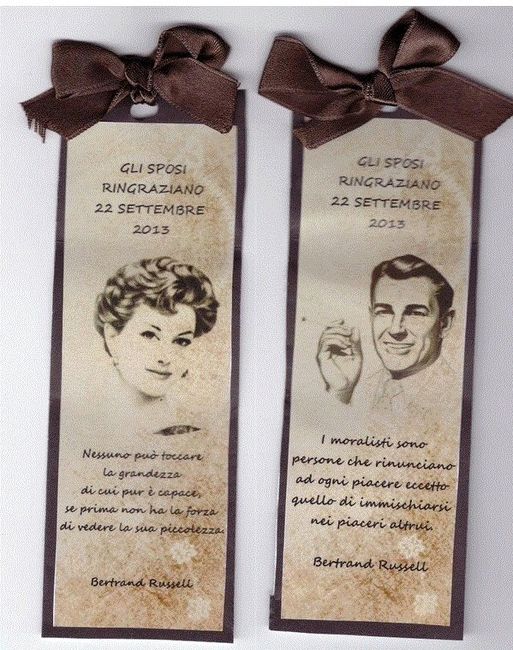 GLI SPOSI
RINGRAZIANO
22 SETTEMBRE
2013
Nessuno può toccare
la grandezza
di cui pur è capace,
se prima non ha la forza
di vedere la sua piccolezza.
Bertrand Russell
GLI SPOSI
RINGRAZIANO
22 SETTEMBRE
2013
I moralisti sono
persone che rinunciano
ad ogni piacere eccetto
quello di immischiarsi
nei piaceri altrui.
Bertrand Russell